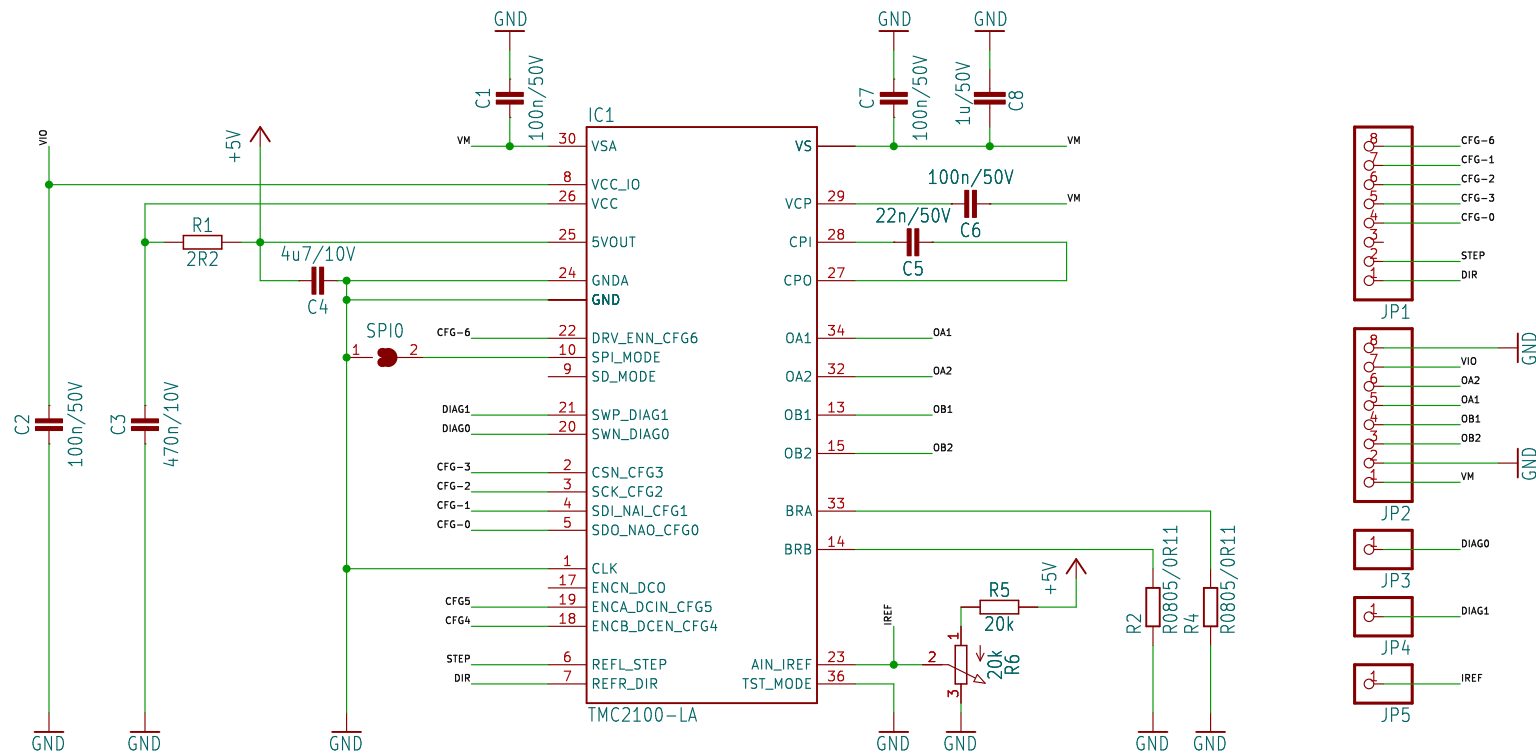 GND
GND
GND
C1
100n/50V
C7
100n/50V
1u/50V
C8
IC1
VIO
+5V
VM
30
VSA
VS
VM
8
VCC_IO
26
VCC
VCP
29
100n/50V
C6
VM
R1
2R2
25
5VOUT
CPI
28
22n/50V
C5
4u7/10V
C4
24
GNDA
CPO
27
GND
SPI0
1
2
CFG-6
22
DRV_ENN_CFG6
OA1
34
OA1
10
SPI_MODE
9
SD_MODE
OA2
32
OA2
DIAG1
21
SWP_DIAG1
OB1
13
OB1
DIAG0
20
SWN_DIAG0
OB2
15
OB2
C2
100n/50V
C3
470n/10V
CFG-3
2
CSN_CFG3
CFG-2
3
SCK_CFG2
CFG-1
4
SDI_NAI_CFG1
BRA
33
CFG-0
5
SDO_NAO_CFG0
BRB
14
1
CLK
17
ENCN_DCO
CFG5
19
ENCA_DCIN_CFG5
CFG4
18
ENCB_DCEN_CFG4
STEP
6
REFL_STEP
AIN_IREF
23
DIR
7
REFR_DIR
TST_MODE
36
TMC2100-LA
IREF
R5
20k
+5V
1
2
3
20k
R6
R2
R0805/0R11
R4
R0805/0R11
GND
GND
GND
GND
GND
GND
GND
8
CFG-6
7
CFG-1
6
CFG-2
5
CFG-3
4
CFG-0
3
2
STEP
1
DIR
JP1
8
GND
7
VIO
6
OA2
5
OA1
4
OB1
3
OB2
2
GND
1
VM
JP2
1
DIAG0
JP3
1
DIAG1
JP4
1
IREF
JP5